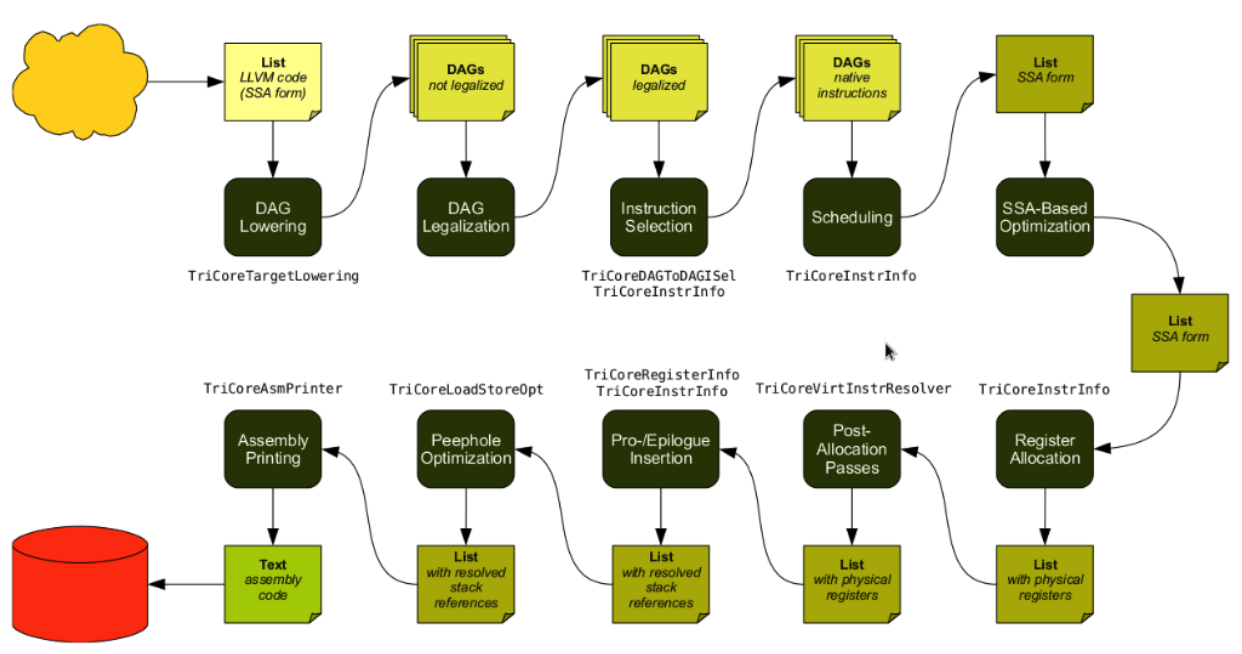 List
LLVM code
(SSA form)
DAGs
not legalized
DAGs
legalized
DAGs
native
instructions
List
SSA form
DAG
Lowering
DAG
Legalization
Instruction
Selection
Scheduling
SSA-Based
Optimization
TriCoreTargetLowering
TriCoreDAGToDAGISel
TriCoreInstrInfo
TriCoreInstrInfo
List
SSA form
TriCoreAsmPrinter
TriCoreLoadStoreOpt
TriCoreRegisterInfo
TriCoreInstrInfo
TriCoreVirtInstrResolver
TriCoreInstrInfo
Assembly
Printing
Peephole
Optimization
Pro-/Epilogue
Insertion
Post-
Allocation
Passes
Register
Allocation
Text
assembly
code
List
with resolved
stack
references
List
with resolved
stack
references
List
with physical
registers
List
with physical
registers